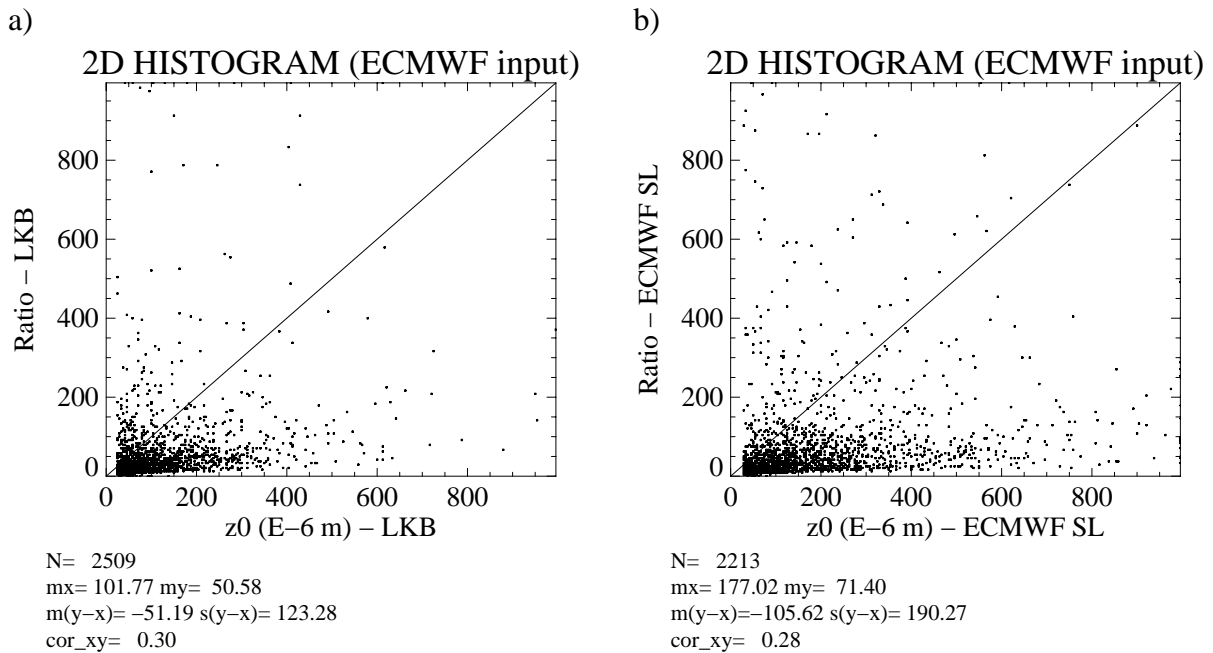 a)
2D HISTOGRAM (ECMWF input)
Ratio − LKB
800
600
400
200
0
0 200 400 600 800
z0 (E−6 m) − LKB
N= 2509
mx= 101.77 my= 50.58
m(y−x)= −51.19 s(y−x)= 123.28
cor_xy= 0.30
b)
2D HISTOGRAM (ECMWF input)
Ratio − ECMWF SL
800
600
400
200
0
0 200 400 600 800
z0 (E−6 m) − ECMWF SL
N= 2213
mx= 177.02 my= 71.40
m(y−x)=−105.62 s(y−x)= 190.27
cor_xy= 0.28